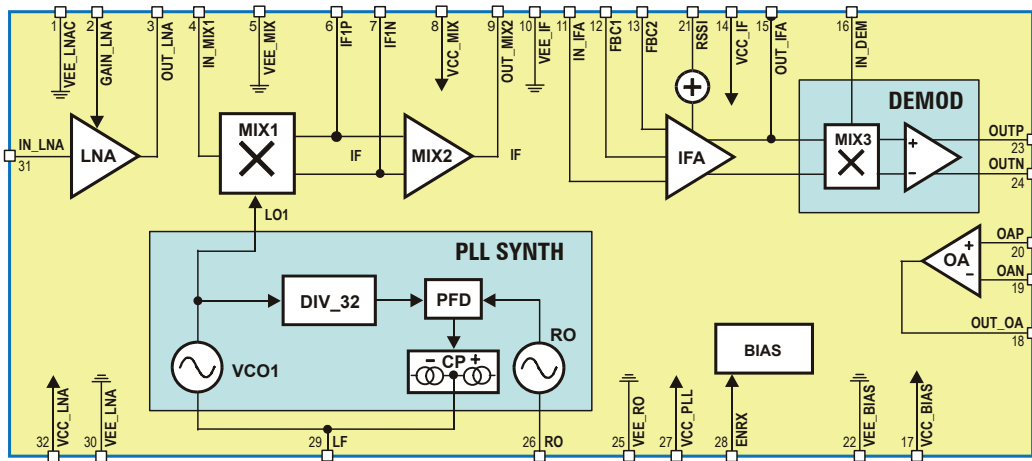 1 2 3 4 5 6 7 8 9 10 11 12 13 21 14 15 16
VEE_LNAC
GAIN_LNA
OUT_LNA
IN_MIX1
VEE_MIX
IF1P
IF1N
VCC_MIX
OUT_MIX2
VEE_IF
IN_IFA
FBC1
FBC2
RSSI
VCC_IF
OUT_IFA
IN_DEM
+
DEMOD
IN_LNA
31
LNA
MIX1
IF
MIX2
IF
IFA
MIX3
+
−
OUTP
23
OUTN
24
LO1
PLL SYNTH
DIV_32
PFD
RO
VCO1
− CP +
OA
+
−
OAP
20
OAN
19
OUT_OA
18
BIAS
32 VCC_LNA
30 VEE_LNA
29 LF
26 RO
25 VEE_RO
27 VCC_PLL
28 ENRX
22 VEE_BIAS
17 VCC_BIAS